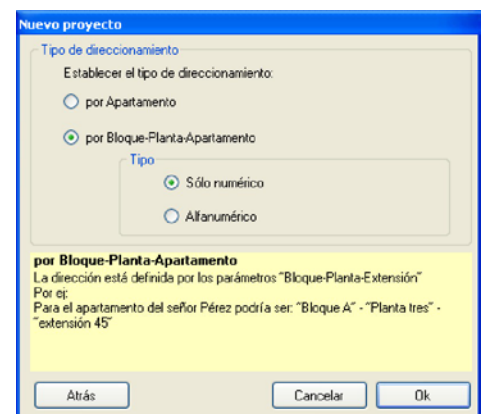 Nuevo proyecto
Tipo de direccionamiento
Establecer el tipo de direccionamiento:
por Apartamento
por Bloque-Planta-Apartamento
Tipo
Sólo numérico
Alfanumérico
por Bloque-Planta-Apartamento
La dirección está definida por los parámetros "Bloque-Planta-Extensión"
Por ej:
Para el apartamento del señor Pérez podría ser: "Bloque A" - "Planta tres" -
"extensión 45"
Atrás
Cancelar
Ok